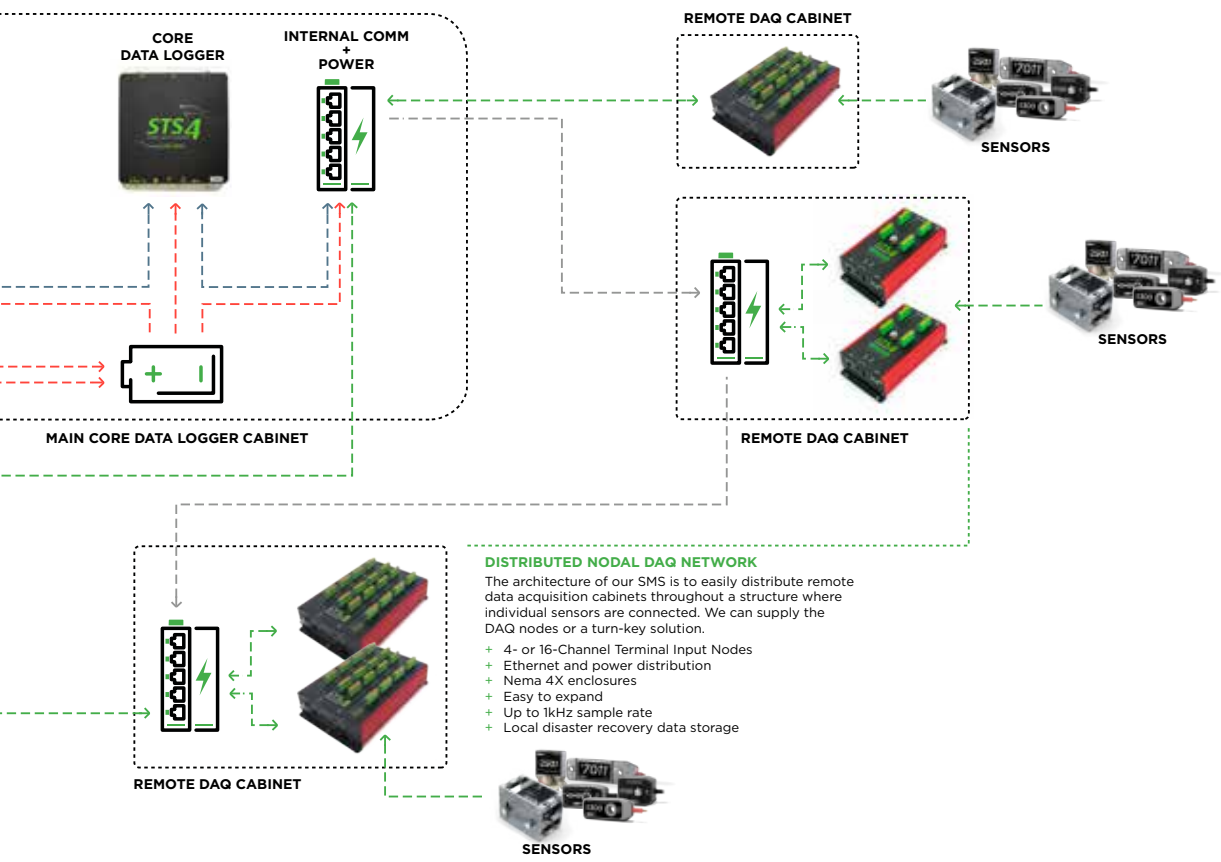 CORE
DATA LOGGER
INTERNAL COMM
+
POWER
REMOTE DAQ CABINET
STS4
7011
SENSORS
7011
SENSORS
MAIN CORE DATA LOGGER CABINET
REMOTE DAQ CABINET
DISTRIBUTED NODAL DAQ NETWORK
The architecture of our SMS is to easily distribute remote
data acquisition cabinets throughout a structure where
individual sensors are connected. We can supply the
DAQ nodes or a turn-key solution.
+ 4- or 16-Channel Terminal Input Nodes
+ Ethernet and power distribution
+ Nema 4X enclosures
+ Easy to expand
+ Up to 1kHz sample rate
+ Local disaster recovery data storage
REMOTE DAQ CABINET
7011
SENSORS